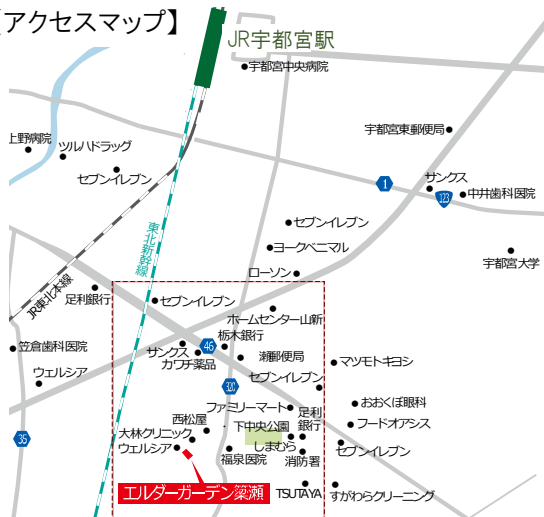 【アクセスマップ】
JR宇都宮駅
宇都宮中央病院
宇都宮東郵便局
上野病院
ツルハドラッグ
セブンイレブン
1
サンクス
123
中井歯科医院
セブンイレブン
東北新幹線
ヨークベニマル
宇都宮大学
ローソン
JR東北本線
足利銀行
セブンイレブン
ホームセンター山新
栃木銀行
46
サンクス
カワチ薬品
瀬郵便局
笠倉歯科医院
マツモトキヨシ
ウェルシア
320
セブンイレブン
ファミリーマート
おおくぼ眼科
西松屋
下中央公園
足利
銀行
フードオアシス
大林クリニック
35
ウェルシア
しまむら
セブンイレブン
福泉医院
消防署
エルダーガーデン簗瀬
TSUTAYA
すがわらクリーニング